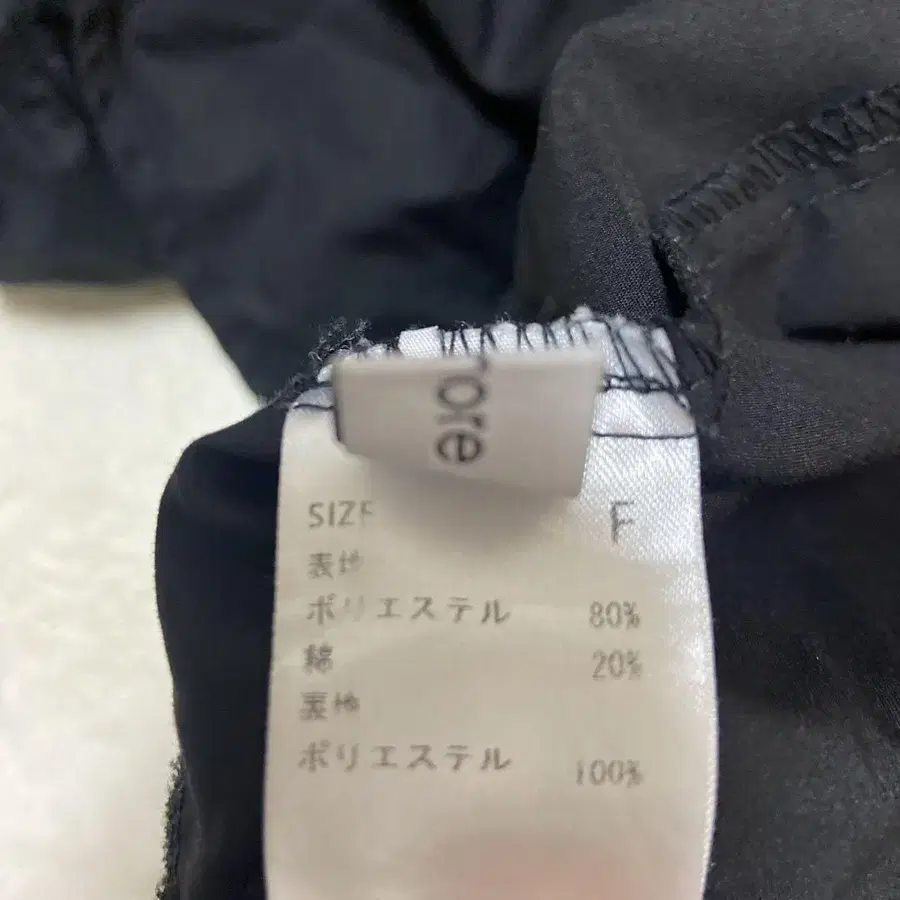 ore
SIZE F
表地
ポリエステル 80%
綿 20%
裏地
ポリエステル 100%